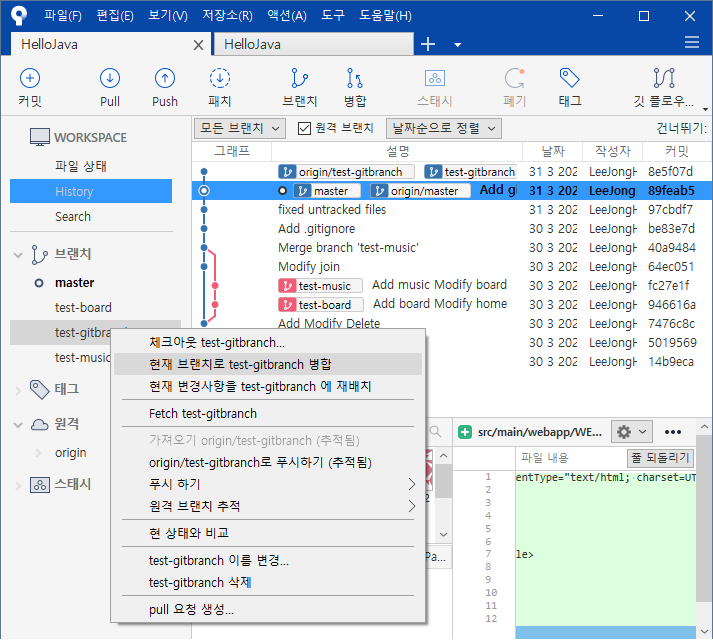 파일(F) 편집(E) 보기(V) 저장소(R) 액션(A) 도구 도움말(H)
HelloJava HelloJava
커밋 Pull Push 패치 브랜치 병합 스태시 폐기 태그 깃 플로우...
모든 브랜치 원격 브랜치 날짜순으로 정렬 건너뛰기:
WORKSPACE
파일 상태
History
Search
브랜치
master
test-board
test-gitbranch
test-music
태그
원격
origin
스태시
그래프 설명 날짜 작성자 커밋
origin/test-gitbranch test-gitbranch 31 3 202 LeeJongH 8e5f07d
master origin/master Add gi 31 3 202 LeeJong 89feab5
fixed untracked files 31 3 202 LeeJongH 97cbdf7
Add .gitignore 30 3 202 LeeJongH be83e7d
Merge branch 'test-music' 30 3 202 LeeJongH 40a9484
Modify join 30 3 202 LeeJongH 64ec051
test-music Add music Modify board 30 3 202 LeeJongH fc27e1f
test-board Add board Modify home 30 3 202 LeeJongH 946616a
Add Modify Delete 30 3 202 LeeJongH 7476c8c
30 3 202 LeeJongH 5019569
30 3 202 LeeJongH 14b9eca
체크아웃 test-gitbranch...
현재 브랜치로 test-gitbranch 병합
현재 변경사항을 test-gitbranch 에 재배치
Fetch test-gitbranch
가져오기 origin/test-gitbranch (추적됨)
origin/test-gitbranch로 푸시하기 (추적됨)
푸시 하기
원격 브랜치 추적
현 상태와 비교
test-gitbranch 이름 변경...
test-gitbranch 삭제
pull 요청 생성...
2
Pa...
src/main/webapp/WE...
파일 내용 줄 되돌리기
1 entType="text/html; charset=UT
2
3
4
5
6
7 le>
8
9
10
11
12